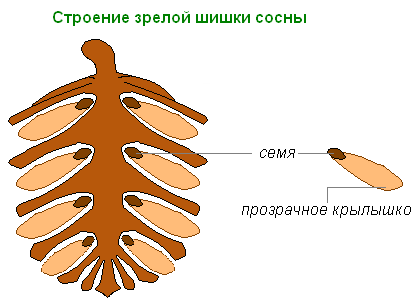 Строение зрелой шишки сосны
семя
прозрачное крылышко